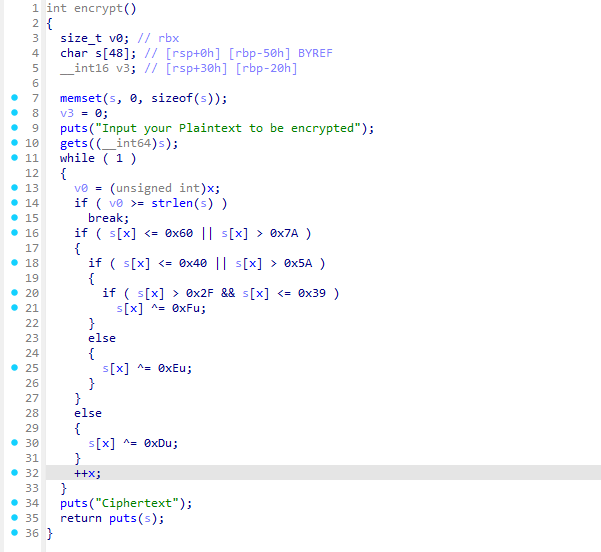 1 int encrypt()
2 {
3   size_t v0; // rbx
4   char s[48]; // [rsp+0h] [rbp-50h] BYREF
5   __int16 v3; // [rsp+30h] [rbp-20h]
6
7   memset(s, 0, sizeof(s));
8   v3 = 0;
9   puts("Input your Plaintext to be encrypted");
10   gets((__int64)s);
11   while ( 1 )
12   {
13     v0 = (unsigned int)x;
14     if ( v0 >= strlen(s) )
15       break;
16     if ( s[x] <= 0x60 || s[x] > 0x7A )
17     {
18       if ( s[x] <= 0x40 || s[x] > 0x5A )
19       {
20         if ( s[x] > 0x2F && s[x] <= 0x39 )
21           s[x] ^= 0xFu;
22       }
23       else
24       {
25         s[x] ^= 0xEu;
26       }
27     }
28     else
29     {
30       s[x] ^= 0xDu;
31     }
32     ++x;
33   }
34   puts("Ciphertext");
35   return puts(s);
36 }